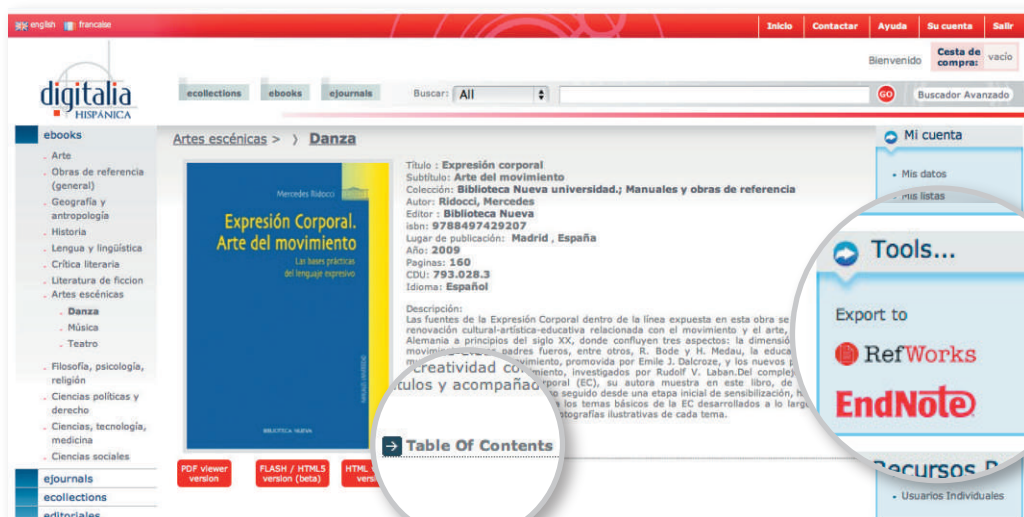 english francaise
Inicio Contactar Ayuda Su cuenta Salir
Bienvenido Cesta de compra: vacío
digitalia
HISPÁNICA
ecollections ebooks ejournals Buscar: All GO Buscador Avanzado
ebooks
. Arte
. Obras de referencia
(general)
. Geografía y
antropología
. Historia
. Lengua y lingüística
. Crítica literaria
. Literatura de ficcion
. Artes escénicas
. Danza
. Música
. Teatro
. Filosofía, psicología,
religión
. Ciencias políticas y
derecho
. Ciencias, tecnología,
medicina
. Ciencias sociales
ejournals
ecollections
editoriales
Artes escénicas > ) Danza
Mercedes Ridocci
Expresión Corporal.
Arte del movimiento
Las bases prácticas
del lenguaje expresivo
BIBLIOTECA NUEVA
PDF viewer
version
FLASH / HTML5
version (beta)
HTML
Título : Expresión corporal
Subtítulo: Arte del movimiento
Colección: Biblioteca Nueva universidad.; Manuales y obras de referencia
Autor: Ridocci, Mercedes
Editor : Biblioteca Nueva
isbn: 9788497429207
Lugar de publicación: Madrid , España
Año: 2009
Paginas: 160
CDU: 793.028.3
Idioma: Español
Descripción:
Las fuentes de la Expresión Corporal dentro de la línea expuesta en esta obra se
renovación cultural-artística-educativa relacionada con el movimiento y el arte,
Alemania a principios del siglo XX, donde confluyen tres aspectos: la
padres fueros, entre otros, R. Bode y H. Medau, la
promovida por Emile J. Dalcroze, y los nuevos
investigados por Rudolf V. Laban.Del
(EC), su autora muestra en este libro, de
seguido desde una etapa inicial de sensibilización,
los temas básicos de la EC desarrollados a lo
ilustrativas de cada tema.
creatividad
y
Table Of Contents
Mi cuenta
Mis datos
Mis listas
Tools...
Export to
RefWorks
EndNote
Recursos
Usuarios Individuales